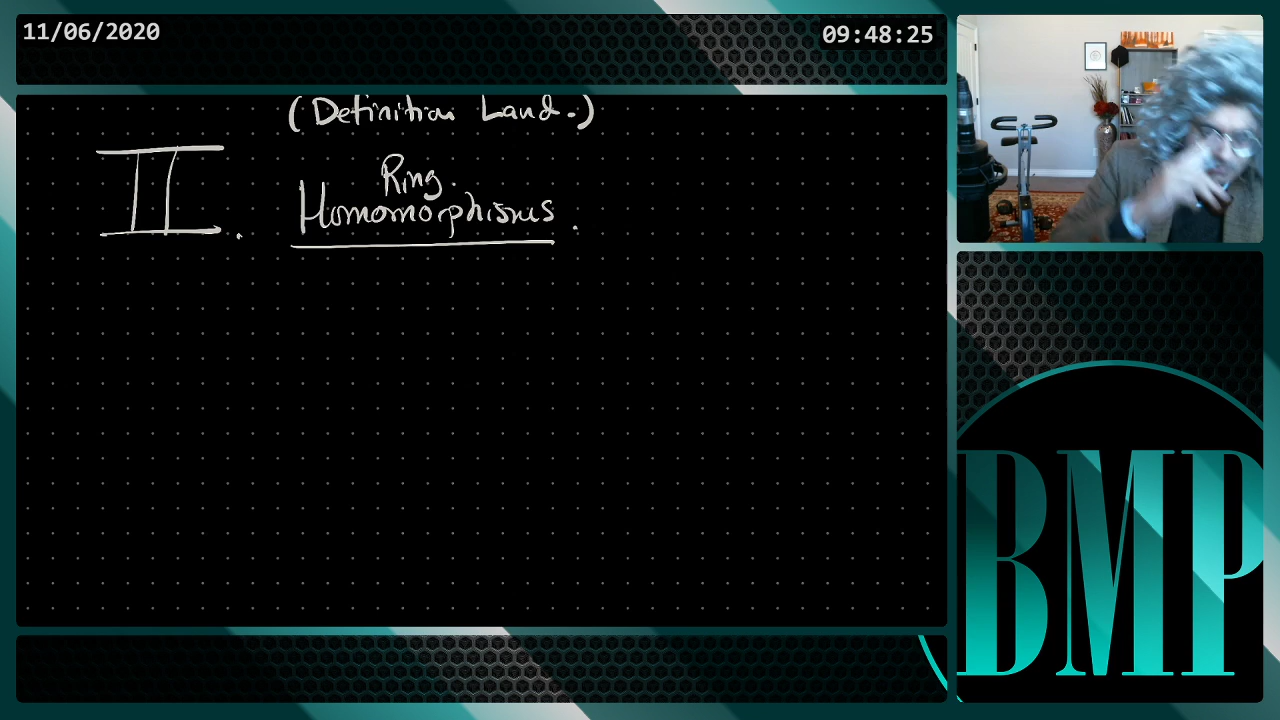 11/06/2020
09:48:25
(Definition Land.)
II.
Ring
Homomorphisms.
BMP